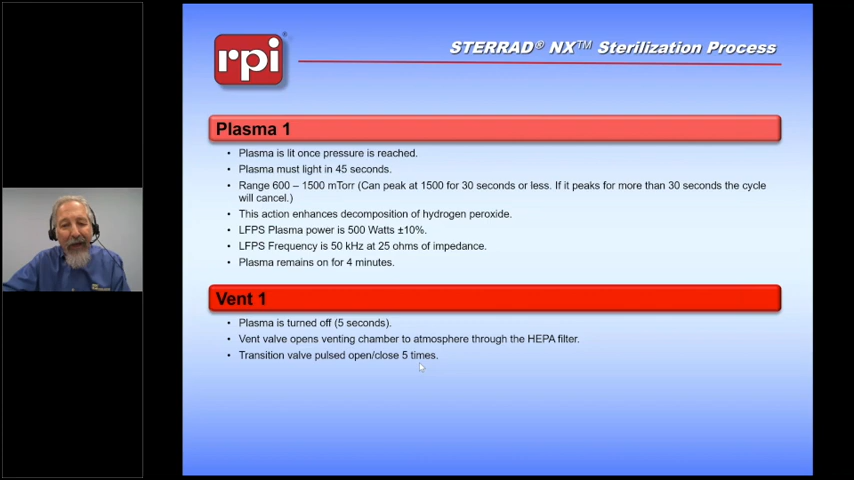 rpi
STERRAD® NX™ Sterilization Process
Plasma 1
• Plasma is lit once pressure is reached.
• Plasma must light in 45 seconds.
• Range 600 – 1500 mTorr (Can peak at 1500 for 30 seconds or less. If it peaks for more than 30 seconds the cycle
will cancel.)
• This action enhances decomposition of hydrogen peroxide.
• LFPS Plasma power is 500 Watts ±10%.
• LFPS Frequency is 50 kHz at 25 ohms of impedance.
• Plasma remains on for 4 minutes.
Vent 1
• Plasma is turned off (5 seconds).
• Vent valve opens venting chamber to atmosphere through the HEPA filter.
• Transition valve pulsed open/close 5 times.